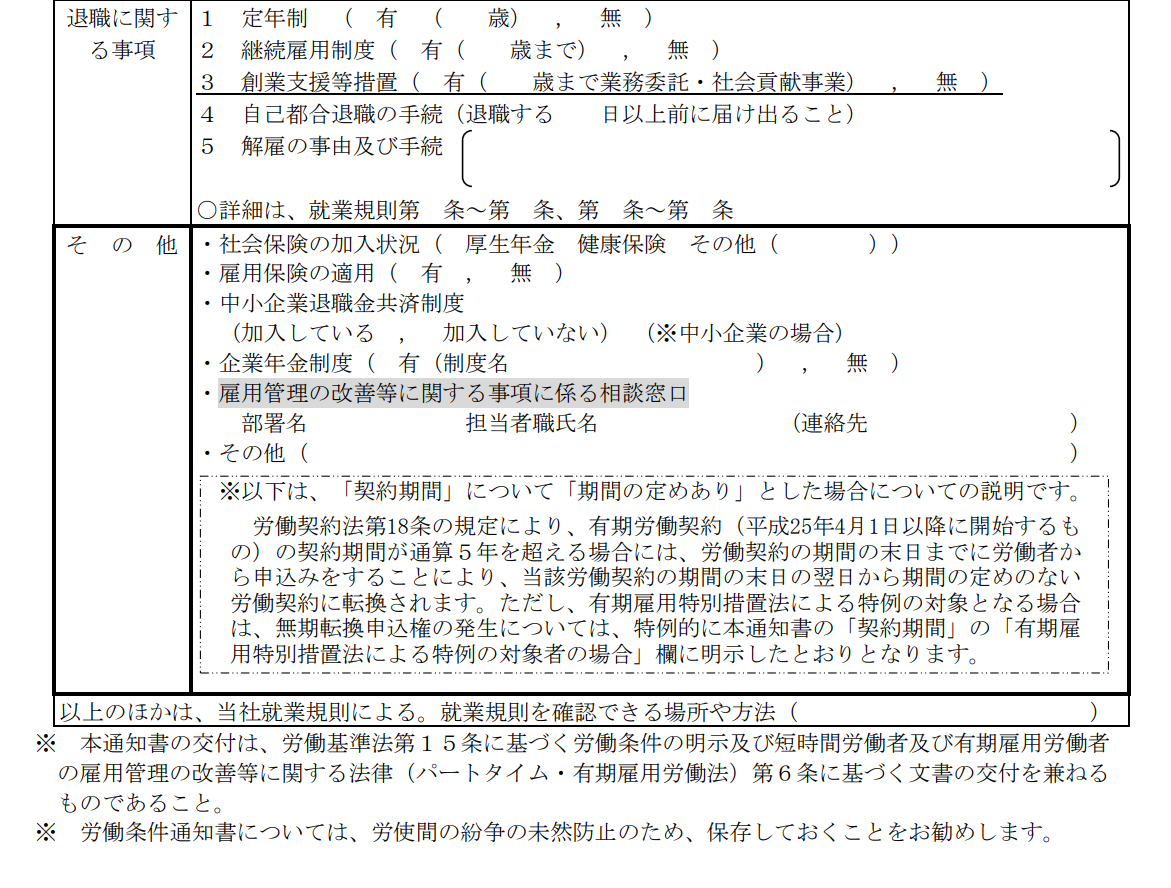 退職に関す
る事項
１　定年制　（　有　（　　歳）　，　無　）
２　継続雇用制度（　有（　　歳まで）　，　無　）
３　創業支援等措置（　有（　　歳まで業務委託・社会貢献事業）　，　無　）
４　自己都合退職の手続（退職する　　日以上前に届け出ること）
５　解雇の事由及び手続〔　　　　　　　　　　　　　　　〕
○詳細は、就業規則第　条～第　条、第　条～第　条
そ　の　他
・社会保険の加入状況（　厚生年金　健康保険　その他（　　　　））
・雇用保険の適用（　有　，　無　）
・中小企業退職金共済制度
（加入している　，　加入していない）　（※中小企業の場合）
・企業年金制度（　有（制度名　　　　　　　　　　　）　，　無　）
・雇用管理の改善等に関する事項に係る相談窓口
部署名　　　　　　　担当者職氏名　　　　　　　　　（連絡先　　　　　　　　　）
・その他（　　　　　　　　　　　　　　　　　　　　　　　　　　　　　　　　　　）
※以下は、「契約期間」について「期間の定めあり」とした場合についての説明です。
労働契約法第18条の規定により、有期労働契約（平成25年4月1日以降に開始するも
の）の契約期間が通算５年を超える場合には、労働契約の期間の末日までに労働者か
ら申込みをすることにより、当該労働契約の期間の末日の翌日から期間の定めのない
労働契約に転換されます。ただし、有期雇用特別措置法による特例の対象となる場合
は、無期転換申込権の発生については、特例的に本通知書の「契約期間」の「有期雇
用特別措置法による特例の対象者の場合」欄に明示したとおりとなります。
以上のほかは、当社就業規則による。就業規則を確認できる場所や方法（　　　　　　　　　　　　　）
※　本通知書の交付は、労働基準法第１５条に基づく労働条件の明示及び短時間労働者及び有期雇用労働者
の雇用管理の改善等に関する法律（パートタイム・有期雇用労働法）第６条に基づく文書の交付を兼ねる
ものであること。
※　労働条件通知書については、労使間の紛争の未然防止のため、保存しておくことをお勧めします。